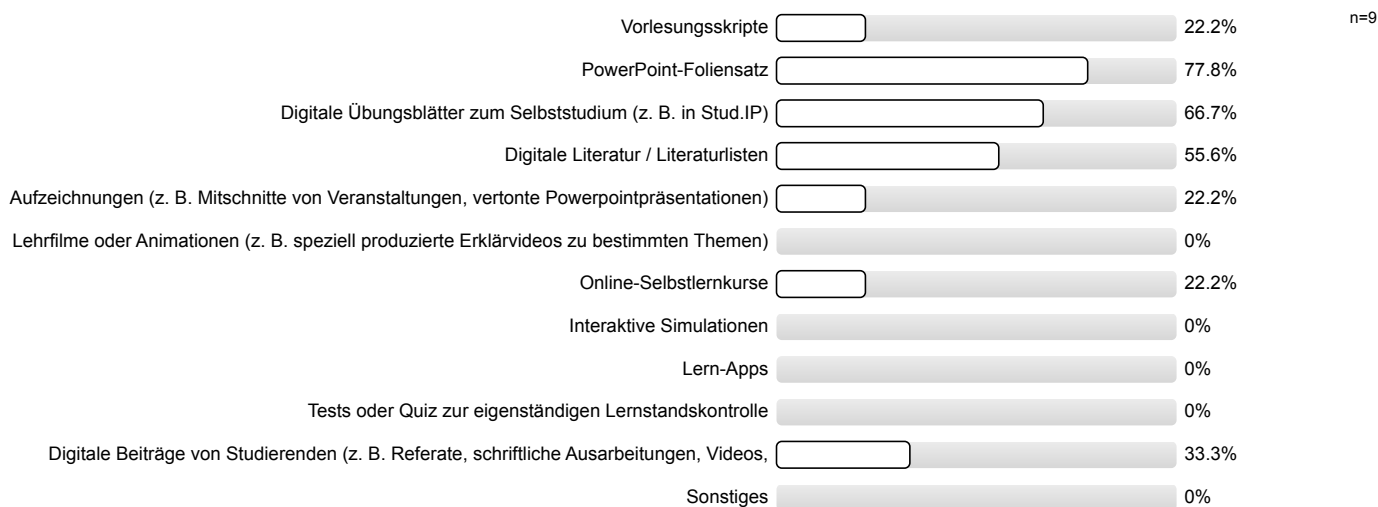 Vorlesungsskripte 22.2% n=9
PowerPoint-Foliensatz 77.8%
Digitale Übungsblätter zum Selbststudium (z. B. in Stud.IP) 66.7%
Digitale Literatur / Literaturlisten 55.6%
Aufzeichnungen (z. B. Mitschnitte von Veranstaltungen, vertonte Powerpointpräsentationen) 22.2%
Lehrfilme oder Animationen (z. B. speziell produzierte Erklärvideos zu bestimmten Themen) 0%
Online-Selbstlernkurse 22.2%
Interaktive Simulationen 0%
Lern-Apps 0%
Tests oder Quiz zur eigenständigen Lernstandskontrolle 0%
Digitale Beiträge von Studierenden (z. B. Referate, schriftliche Ausarbeitungen, Videos, 33.3%
Sonstiges 0%